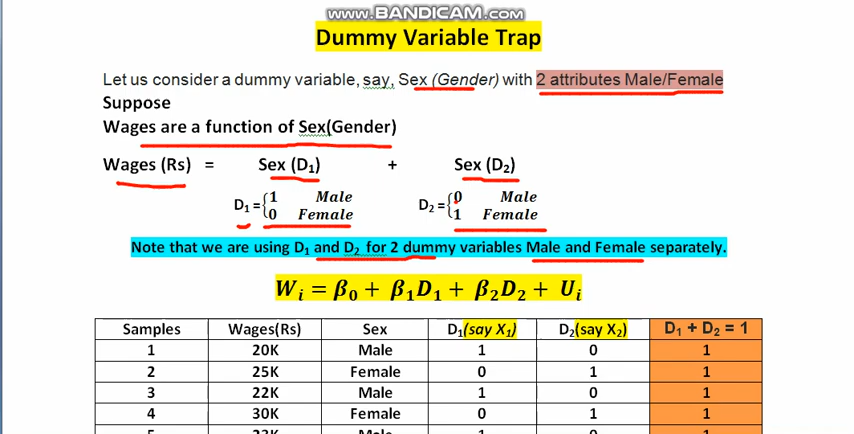 www.BANDICAM.com
Dummy Variable Trap
Let us consider a dummy variable, say, Sex (Gender) with 2 attributes Male/Female
Suppose
Wages are a function of Sex(Gender)
Wages (Rs) = Sex (D₁) + Sex (D₂)
D₁ = {1 Male D₂ = {0 Male
0 Female 1 Female
Note that we are using D₁ and D₂ for 2 dummy variables Male and Female separately.
Wᵢ = β₀ + β₁D₁ + β₂D₂ + Uᵢ
Samples Wages(Rs) Sex D₁(say X₁) D₂(say X₂) D₁ + D₂ = 1
1 20K Male 1 0 1
2 25K Female 0 1 1
3 22K Male 1 0 1
4 30K Female 0 1 1